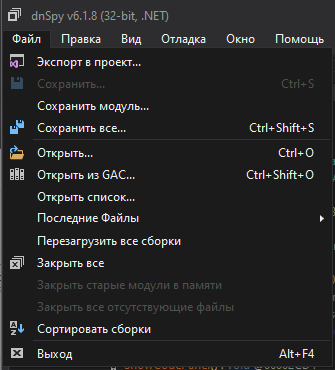 dnSpy v6.1.8 (32-bit, .NET)
Файл Правка Вид Отладка Окно Помощь
Экспорт в проект...
Сохранить... Ctrl+S
Сохранить модуль...
Сохранить все... Ctrl+Shift+S
Открыть... Ctrl+O
Открыть из GAC... Ctrl+Shift+O
Открыть список...
Последние Файлы
Перезагрузить все сборки
Закрыть все
Закрыть старые модули в памяти
Закрыть все отсутствующие файлы
Сортировать сборки
Выход Alt+F4